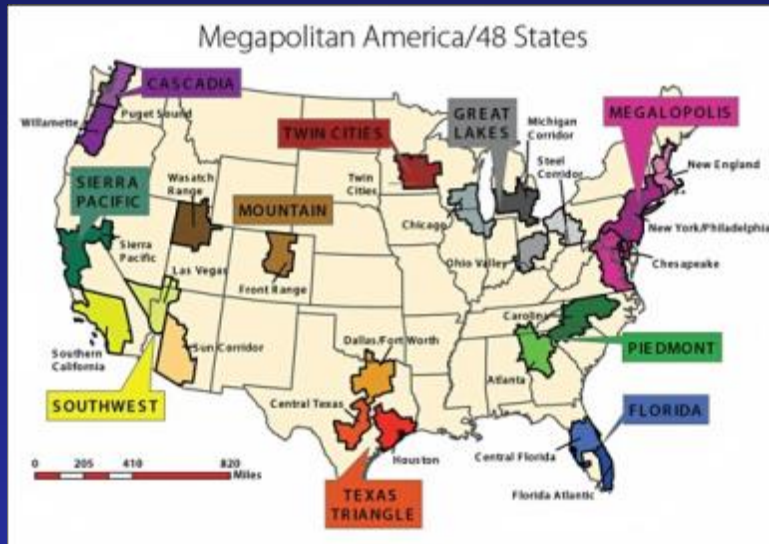 Megapolitan America/48 States
CASCADIA
Willamette
Puget Sound
TWIN CITIES
GREAT
LAKES
Michigan
Corridor
MEGALOPOLIS
Steel
Corridor
New England
SIERRA
PACIFIC
Wasatch
Range
MOUNTAIN
Twin
Cities
Chicago
New York/Philadelphia
Sierra
Pacific
Las Vegas
Front Range
Ohio Valley
Chesapeake
Carolina
Southern
California
Sun Corridor
Dallas/Fort Worth
PIEDMONT
SOUTHWEST
Central Texas
Atlanta
FLORIDA
Houston
Central Florida
0 205 410 820
Miles
TEXAS
TRIANGLE
Florida Atlantic